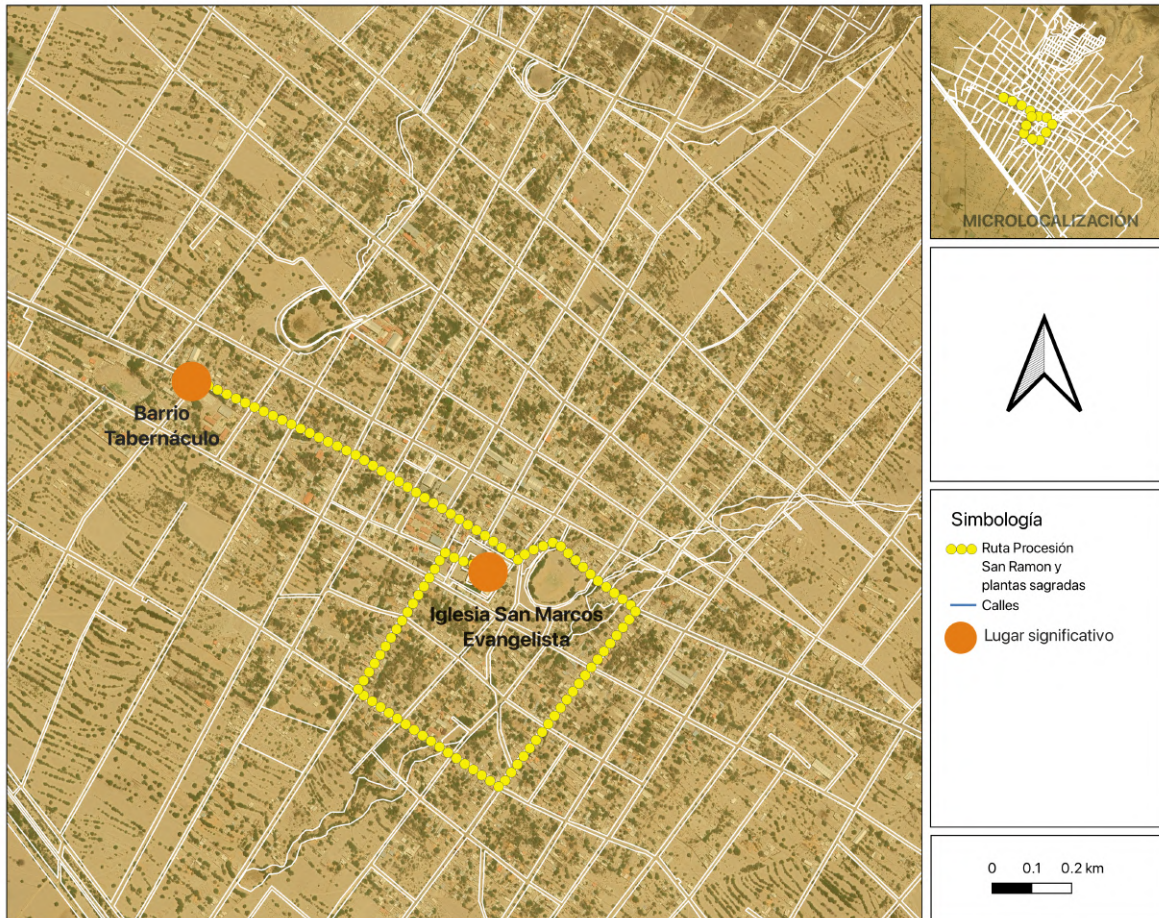 Barrio
Tabernáculo
Iglesia San Marcos
Evangelista
MICROLOCALIZACIÓN
Simbología
Ruta Procesión
San Ramon y
plantas sagradas
Calles
Lugar significativo
0 0.1 0.2 km